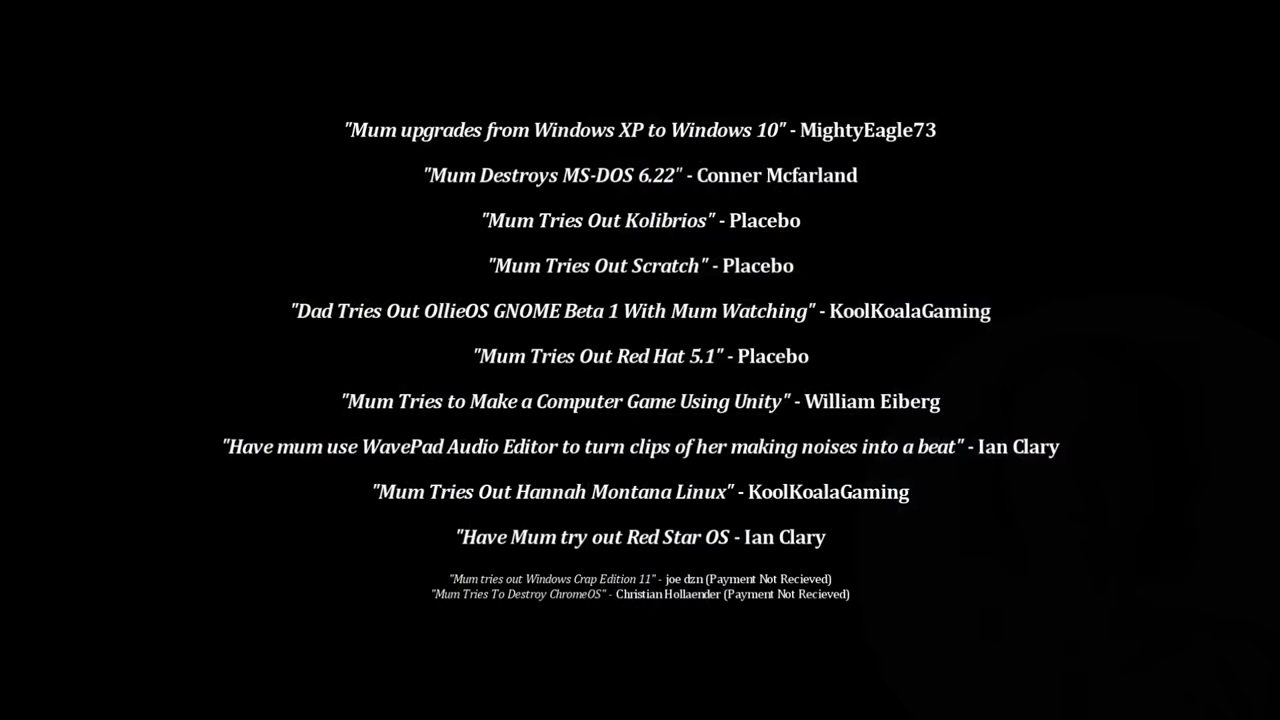 "Mum upgrades from Windows XP to Windows 10" - MightyEagle73
"Mum Destroys MS-DOS 6.22" - Conner Mcfarland
"Mum Tries Out Kolibrios" - Placebo
"Mum Tries Out Scratch" - Placebo
"Dad Tries Out OllieOS GNOME Beta 1 With Mum Watching" - KoolKoalaGaming
"Mum Tries Out Red Hat 5.1" - Placebo
"Mum Tries to Make a Computer Game Using Unity" - William Eiberg
"Have mum use WavePad Audio Editor to turn clips of her making noises into a beat" - Ian Clary
"Mum Tries Out Hannah Montana Linux" - KoolKoalaGaming
"Have Mum try out Red Star OS - Ian Clary
"Mum tries out Windows Crap Edition 11" - joe dzn (Payment Not Recieved)
"Mum Tries To Destroy ChromeOS" - Christian Hollaender (Payment Not Recieved)